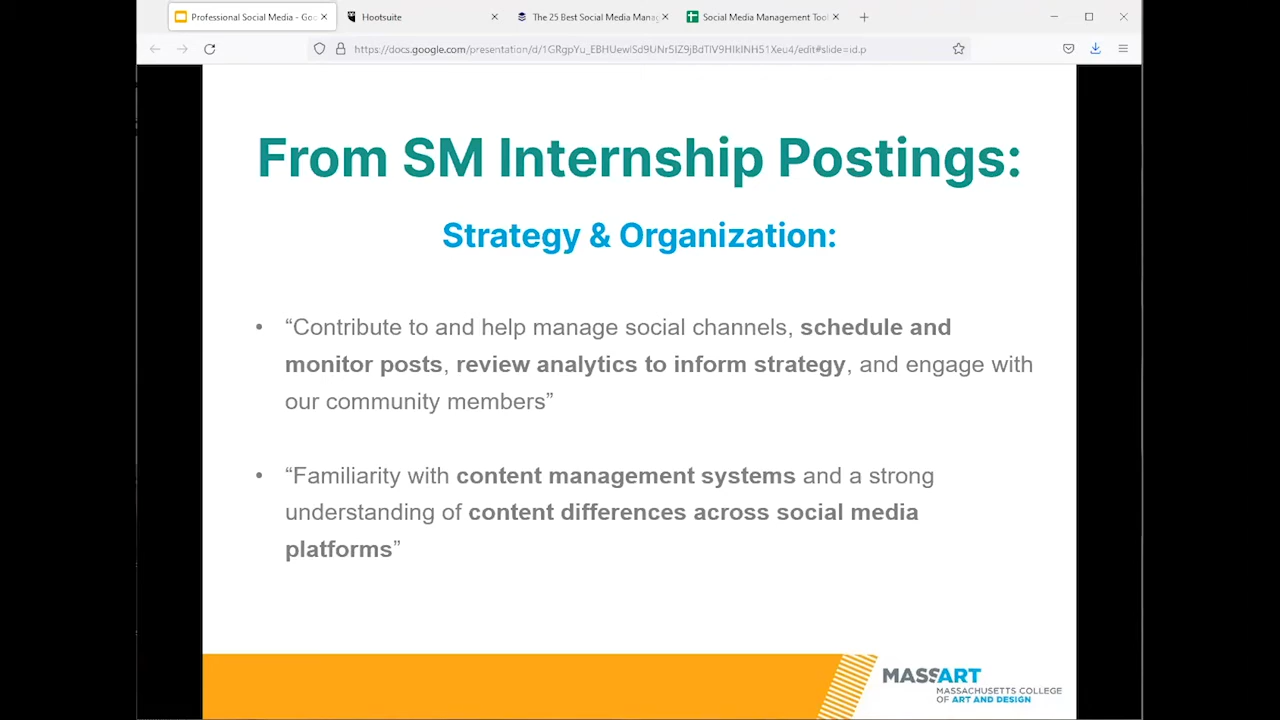 Professional Social Media - Goo
Hootsuite
The 25 Best Social Media Manag
Social Media Management Tool
From SM Internship Postings:
Strategy & Organization:
• “Contribute to and help manage social channels, schedule and
monitor posts, review analytics to inform strategy, and engage with
our community members”
• “Familiarity with content management systems and a strong
understanding of content differences across social media
platforms”
MASSART
MASSACHUSETTS COLLEGE
OF ART AND DESIGN